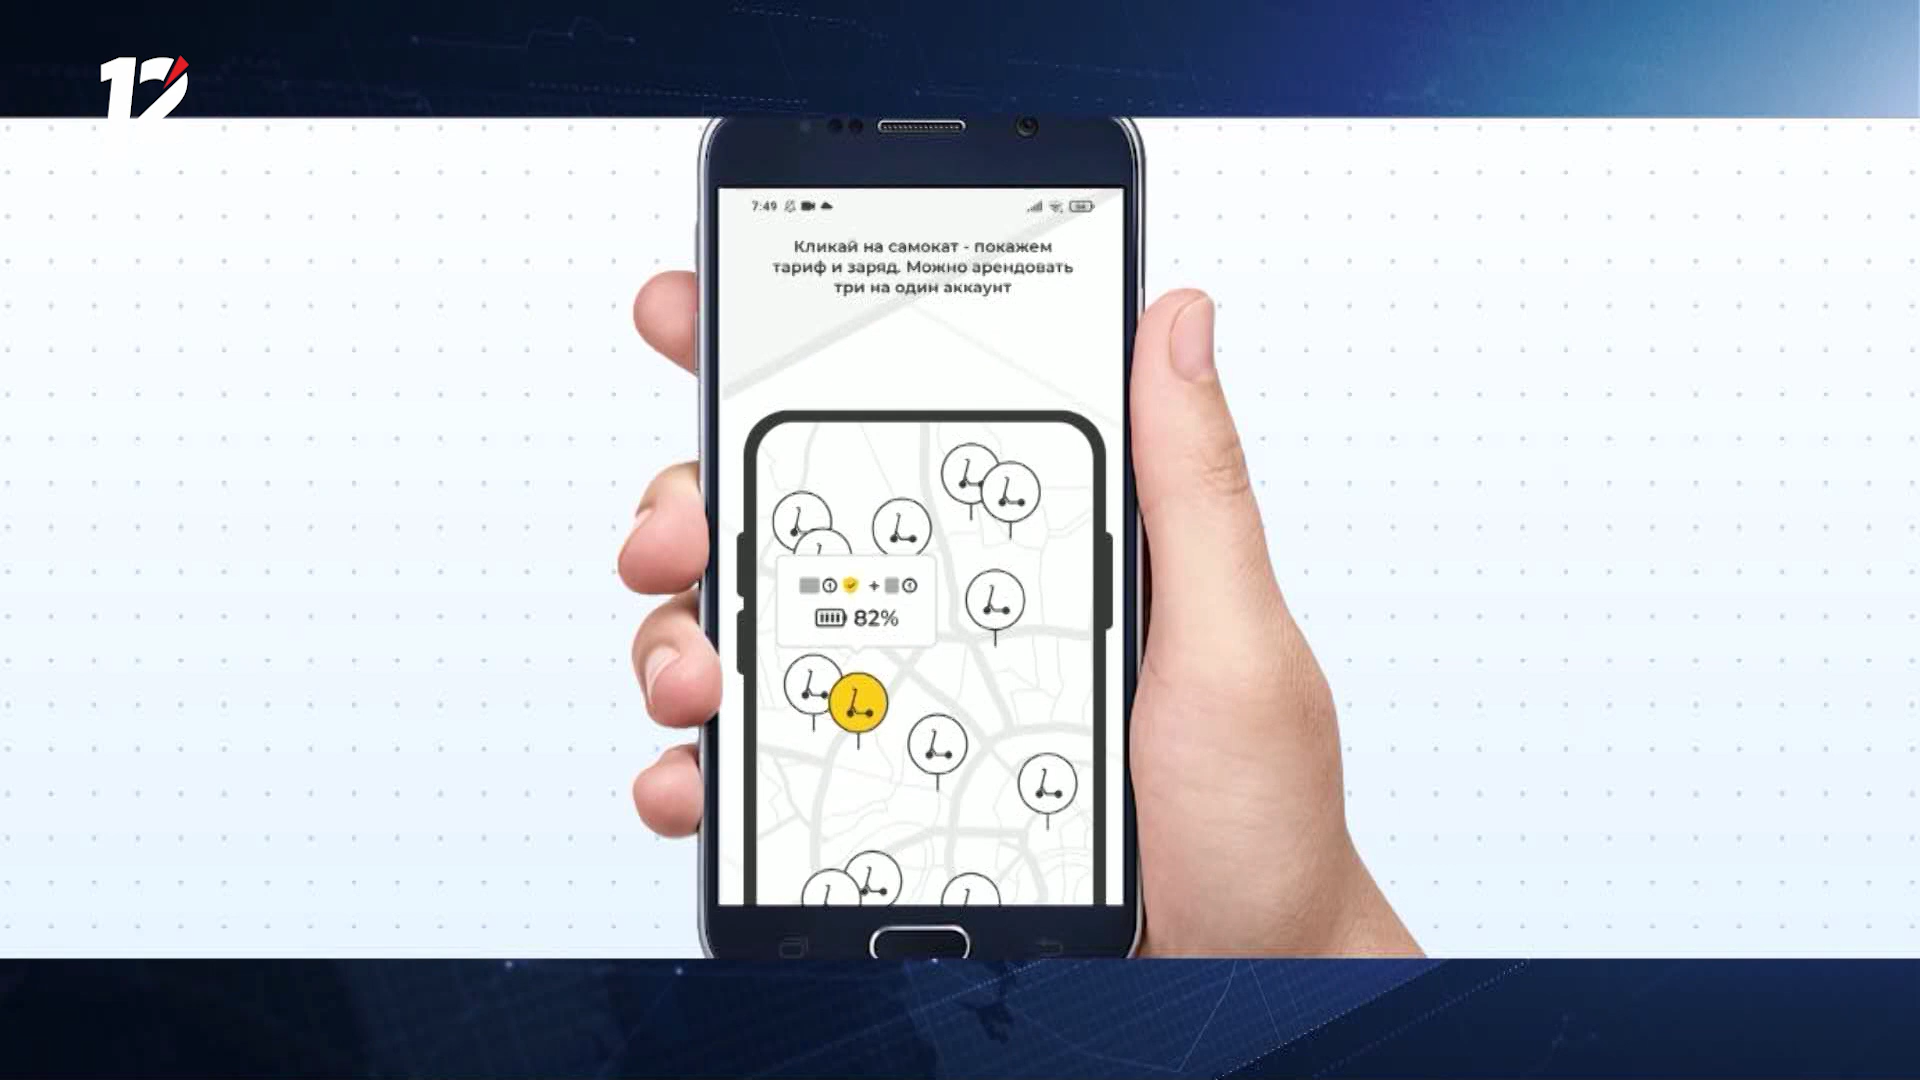 12
7:49
Кликай на самокат - покажем
тариф и заряд. Можно арендовать
три на один аккаунт
82%